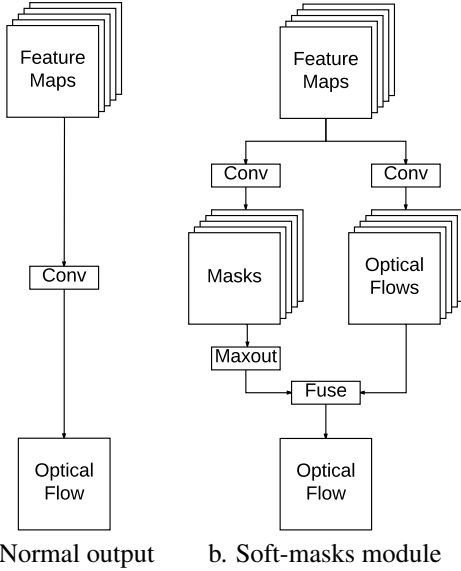 Feature
Maps
Conv
Optical
Flow
Normal output
Feature
Maps
Conv
Conv
Masks
Optical
Flows
Maxout
Fuse
Optical
Flow
b. Soft-masks module